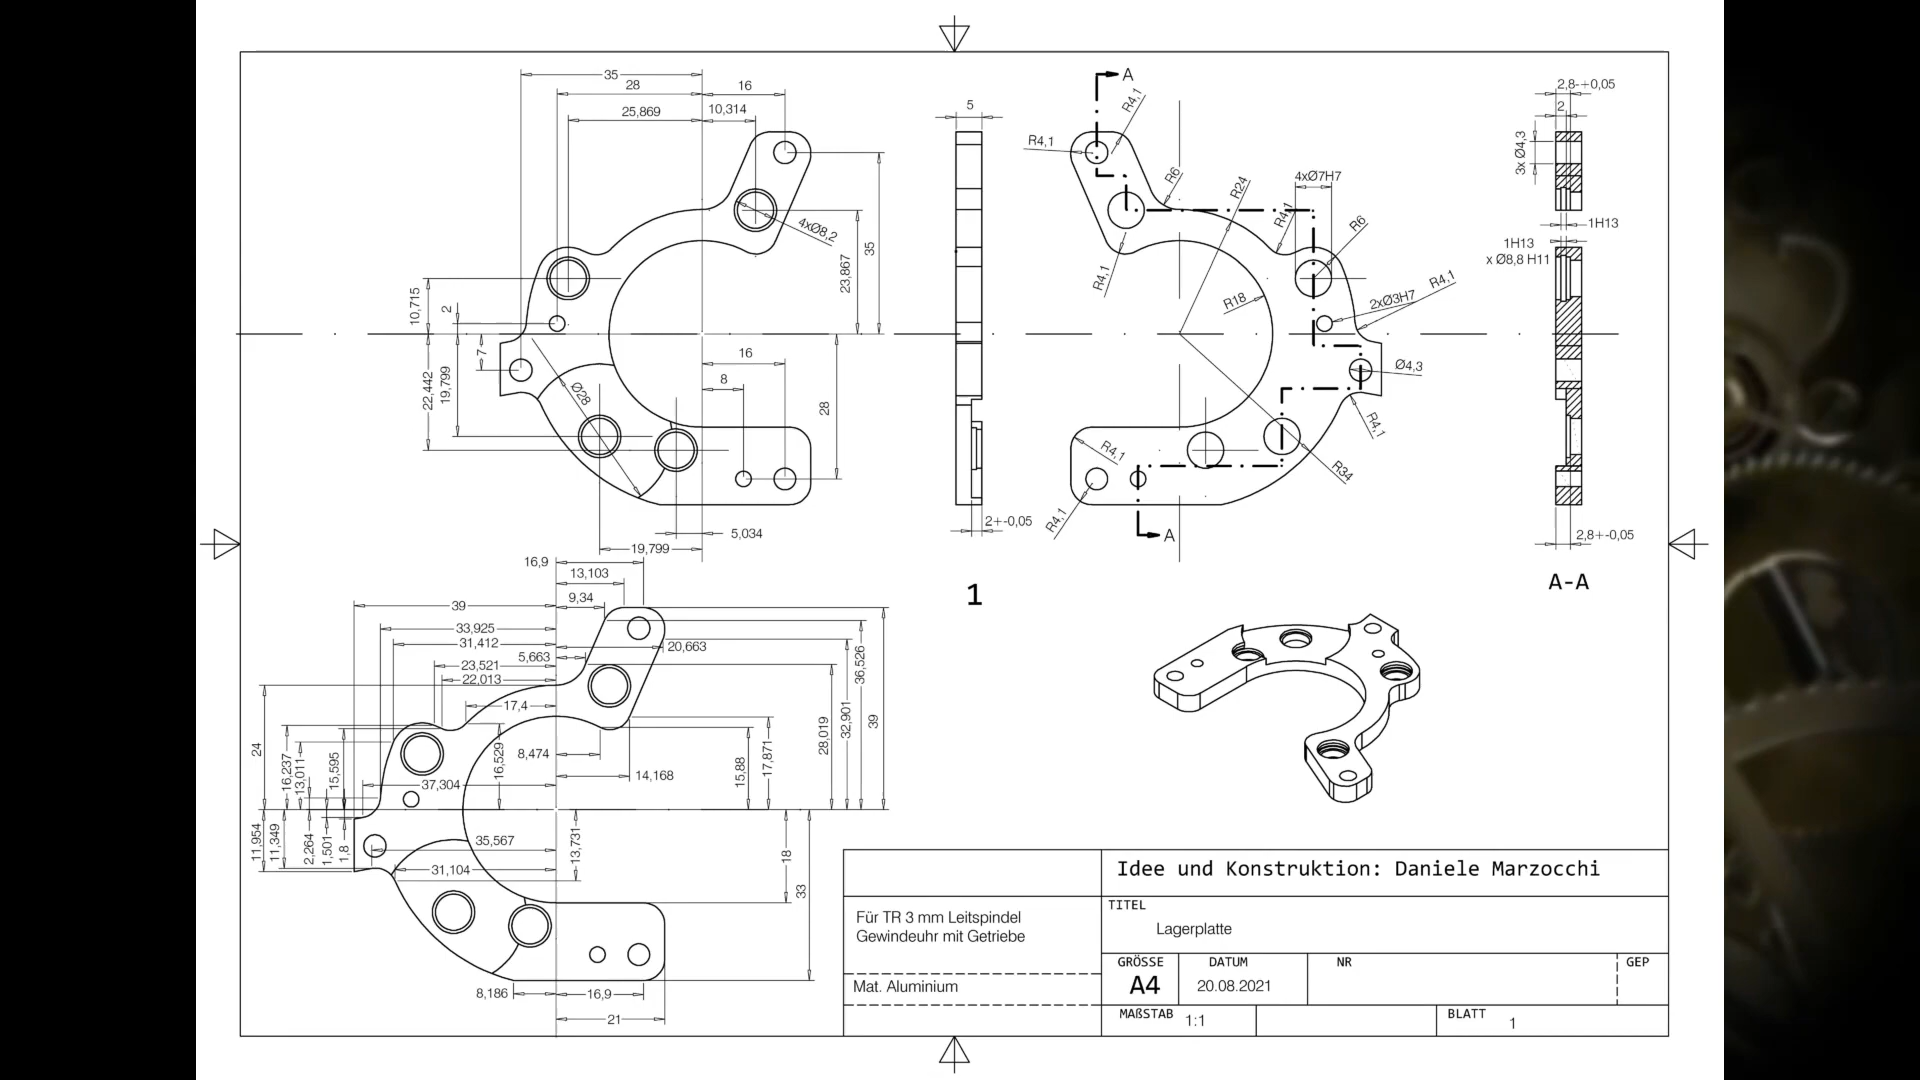 35
28
16
25,869
10,314
4xØ8,2
35
23,867
10,715
2
7
22,442
19,799
Ø28
16
8
28
5,034
19,799
5
2+-0,05
1
A
R4,1
R4,1
R6
R24
4xØ7H7
R4,1
R6
R4,1
R18
2xØ3H7
R4,1
Ø4,3
R4,1
R4,1
R34
R4,1
A
2,8-+0,05
2
3x Ø4,3
1H13
1H13
x Ø8,8 H11
2,8+-0,05
A-A
16,9
13,103
39
9,34
33,925
31,412
5,663
20,663
23,521
22,013
17,4
36,526
32,901
28,019
39
24
16,237
13,011
15,595
16,529
8,474
14,168
15,88
17,871
37,304
11,954
11,349
2,264
1,501
1,8
35,567
13,731
31,104
18
33
8,186
16,9
21
Idee und Konstruktion: Daniele Marzocchi
Für TR 3 mm Leitspindel
Gewindeuhr mit Getriebe
TITEL
Lagerplatte
GRÖSSE
A4
DATUM
20.08.2021
NR
GEP
Mat. Aluminium
MAßSTAB 1:1
BLATT 1